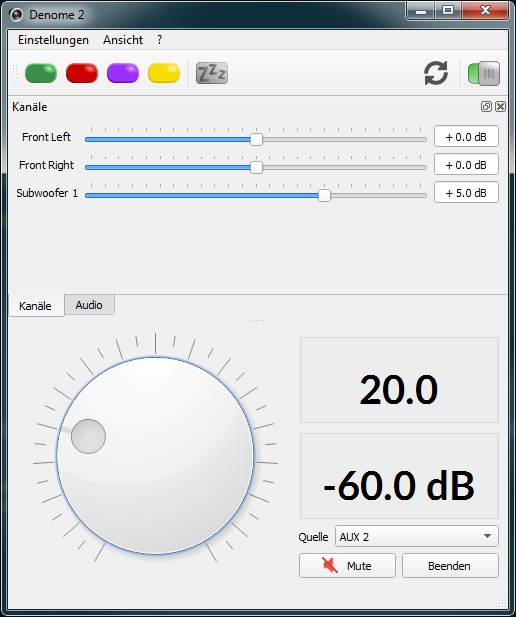 Denome 2
Einstellungen Ansicht ?
zZz
Kanäle
Front Left + 0.0 dB
Front Right + 0.0 dB
Subwoofer 1 + 5.0 dB
Kanäle Audio
20.0
-60.0 dB
Quelle AUX 2
Mute Beenden